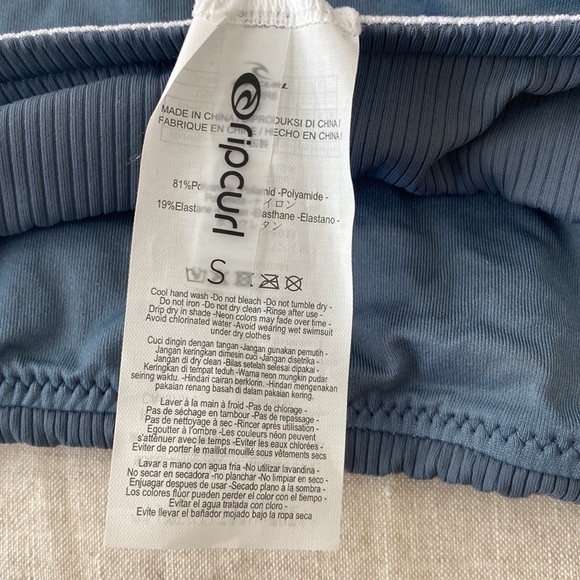 ripcurl
S
MADE IN CHINA PRODUKSI DI CHINA
FABRIQUE EN / HECHO EN CHINA
81% -Polyamide -
イロン
19%Elastane -Elastano -
タン
Cool hand wash -Do not bleach -Do not tumble dry -
Do not iron -Do not dry clean -Rinse after use -
Drip dry in shade -Neon colors may fade over time -
Avoid chlorinated water -Avoid wearing wet swimsuit
under dry clothes
Cuci dingin dengan tangan -Jangan gunakan pemutih -
Jangan keringkan dimesin cuci -Jangan disetrika -
Jangan di dry clean -Bilas setelah selesai dipakai -
Keringkan di tempat teduh -Warna neon mungkin pudar
seiring waktu. -Hindari cairan berklorin -Hindari mengenakan
pakaian renang basah di dalam pakaian kering
Laver à la main à froid -Pas de chlorage -
Pas de séchage en tambour -Pas de repassage -
Pas de nettoyage à sec -Rincer après utilisation
Egoutter à l'ombre -Les couleurs néon peuvent
s'atténuer avec le temps -Eviter les eaux chlorées
Eviter de porter le maillot mouillé sous vêtements secs
Lavar a mano con agua fria -No utilizar lavandina -
No secar en secadora -no planchar -No limpiar en seco -
Enjuagar despues de usar -Secado plano a la sombra -
Los colores flúor pueden perder el color con el tiempo -
Evitar el agua tratada con cloro -
Evite llevar el bañador mojado bajo la ropa seca